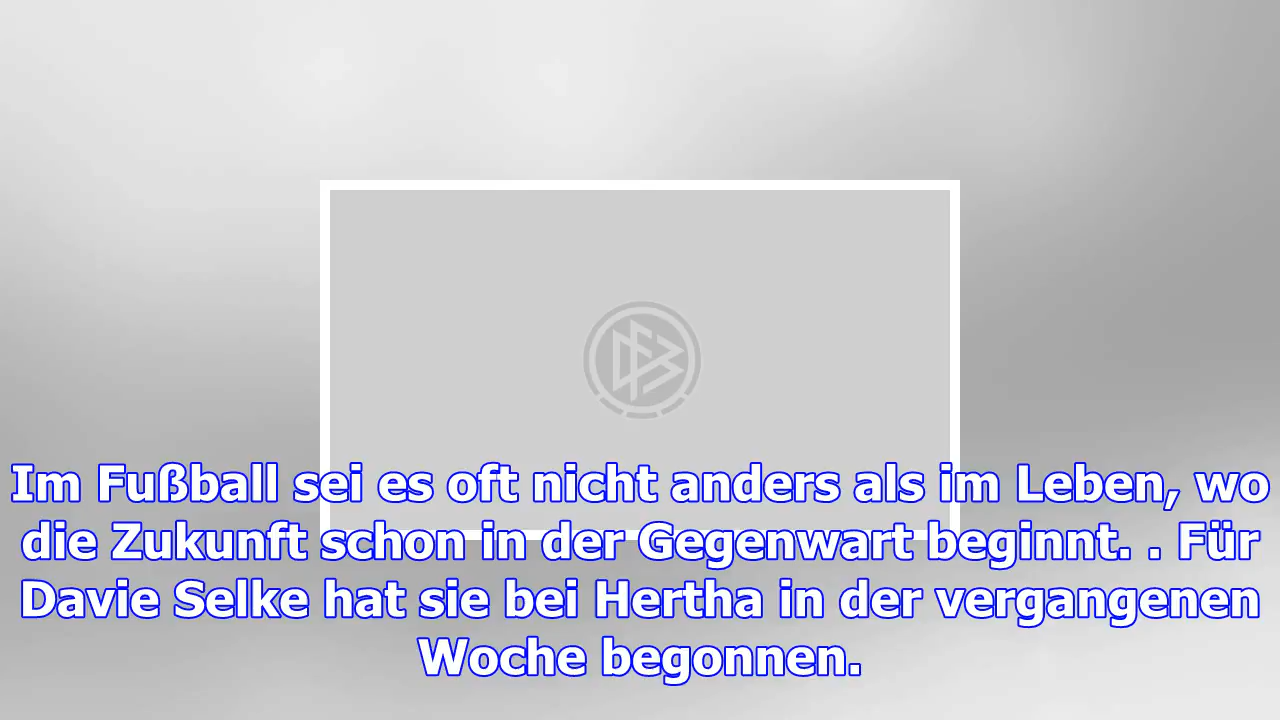 DFB
Im Fußball sei es oft nicht anders als im Leben, wo
die Zukunft schon in der Gegenwart beginnt. . Für
Davie Selke hat sie bei Hertha in der vergangenen
Woche begonnen.